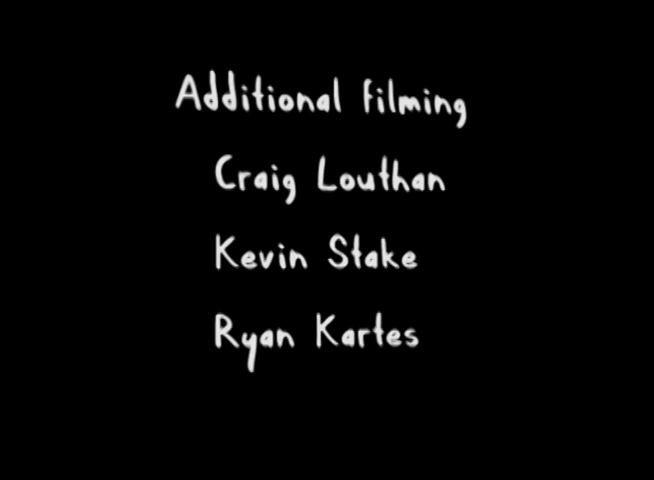 Additional filming
Craig Louthan
Kevin Stake
Ryan Kartes